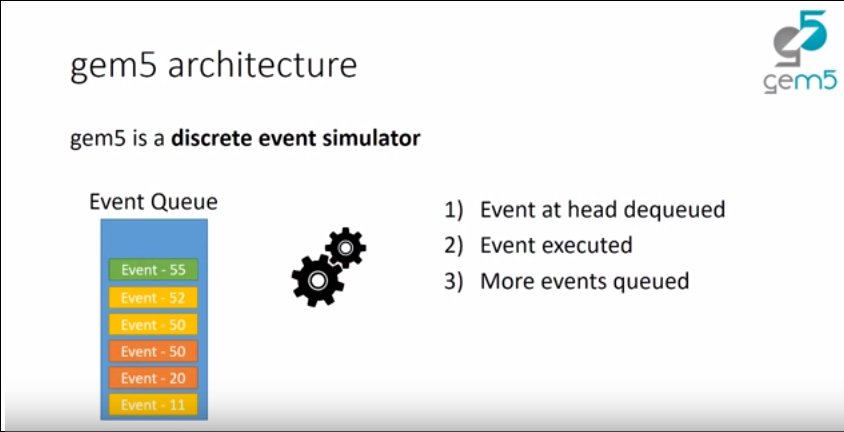 gem5 architecture
gem5
gem5 is a discrete event simulator
Event Queue
Event - 55
Event - 52
Event - 50
Event - 50
Event - 20
Event - 11
1) Event at head dequeued
2) Event executed
3) More events queued